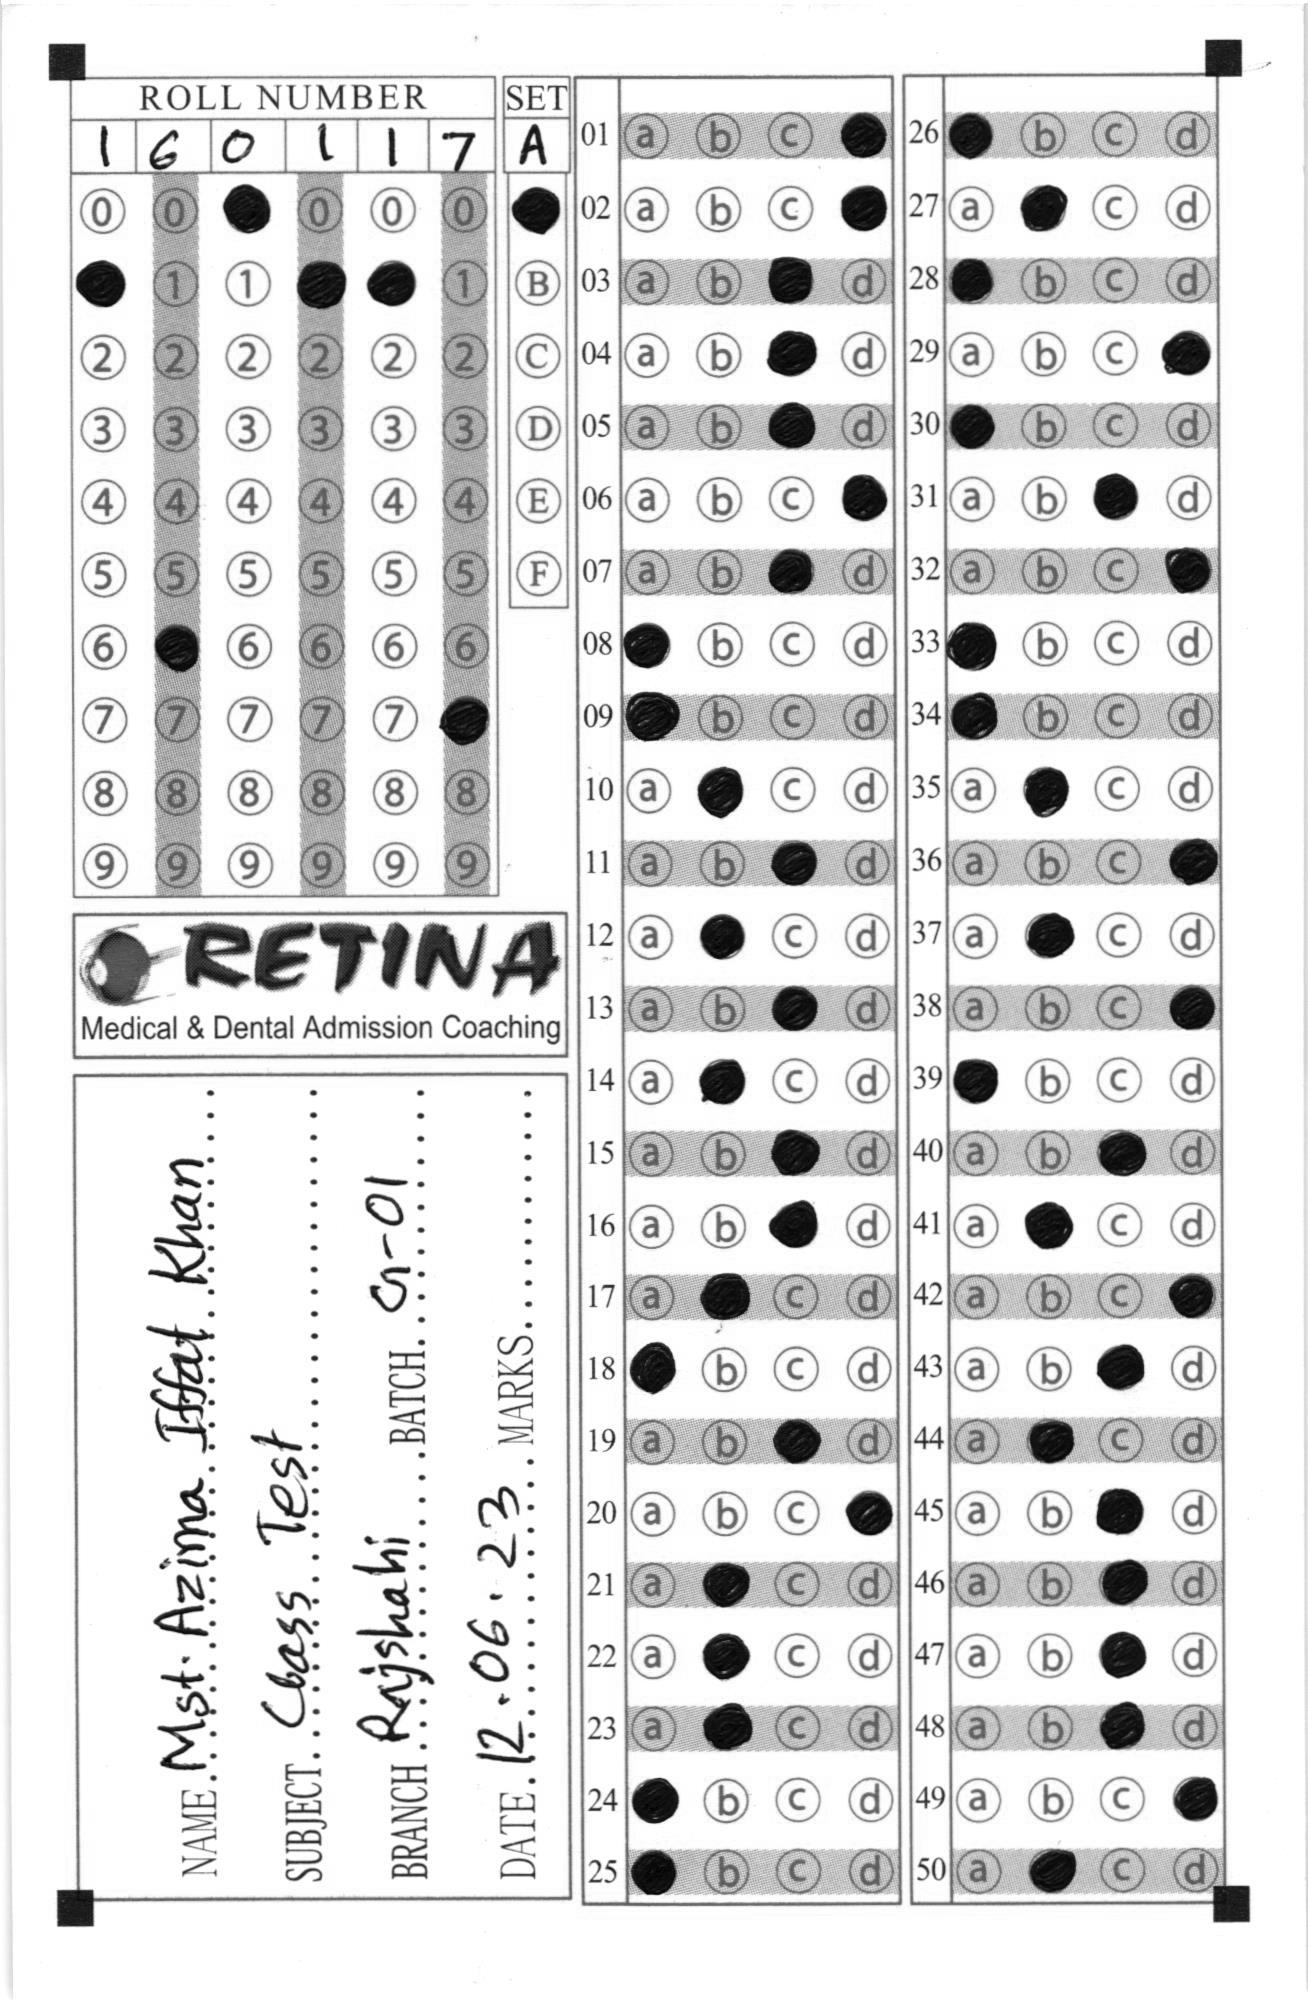 ROLL NUMBER
1 6 0 1 1 7
0 0 0 0 0
1 1 1
2 2 2 2 2 2
3 3 3 3 3 3
4 4 4 4 4 4
5 5 5 5 5 5
6 6 6 6 6
7 7 7 7 7
8 8 8 8 8 8
9 9 9 9 9 9
SET
A
B
C
D
E
F
RETINA
Medical & Dental Admission Coaching
NAME Mst. Azima Iffat Khan
SUBJECT Class Test
BRANCH Rajshahi BATCH G-01
DATE 12.06.23 MARKS
01 a b c
02 a b c
03 a b d
04 a b d
05 a b d
06 a b c
07 a b d
08 b c d
09 b c d
10 a c d
11 a b d
12 a c d
13 a b d
14 a c d
15 a b d
16 a b d
17 a c d
18 b c d
19 a b d
20 a b c
21 a c d
22 a c d
23 a c d
24 b c d
25 b c d
26 b c d
27 a c d
28 b c d
29 a b c
30 b c d
31 a b d
32 a b c
33 b c d
34 b c d
35 a c d
36 a b c
37 a c d
38 a b c
39 b c d
40 a b d
41 a c d
42 a b c
43 a b d
44 a c d
45 a b d
46 a b d
47 a b d
48 a b d
49 a b c
50 a c d